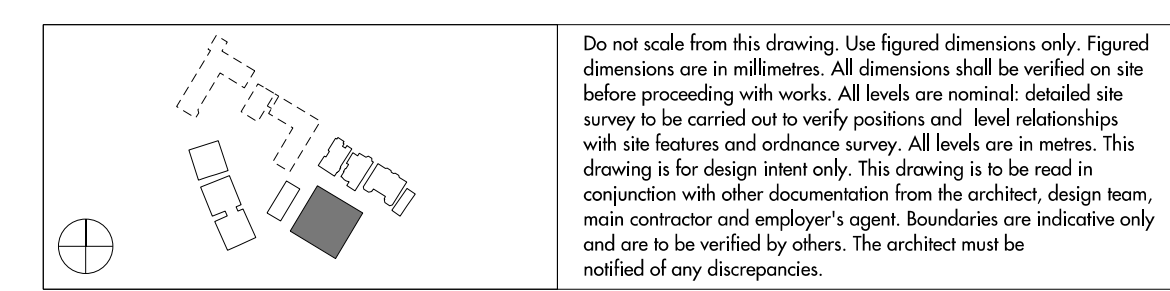 Do not scale from this drawing. Use figured dimensions only. Figured
dimensions are in millimetres. All dimensions shall be verified on site
before proceeding with works. All levels are nominal: detailed site
survey to be carried out to verify positions and  level relationships
with site features and ordnance survey. All levels are in metres. This
drawing is for design intent only. This drawing is to be read in
conjunction with other documentation from the architect, design team,
main contractor and employer's agent. Boundaries are indicative only
and are to be verified by others. The architect must be
notified of any discrepancies.